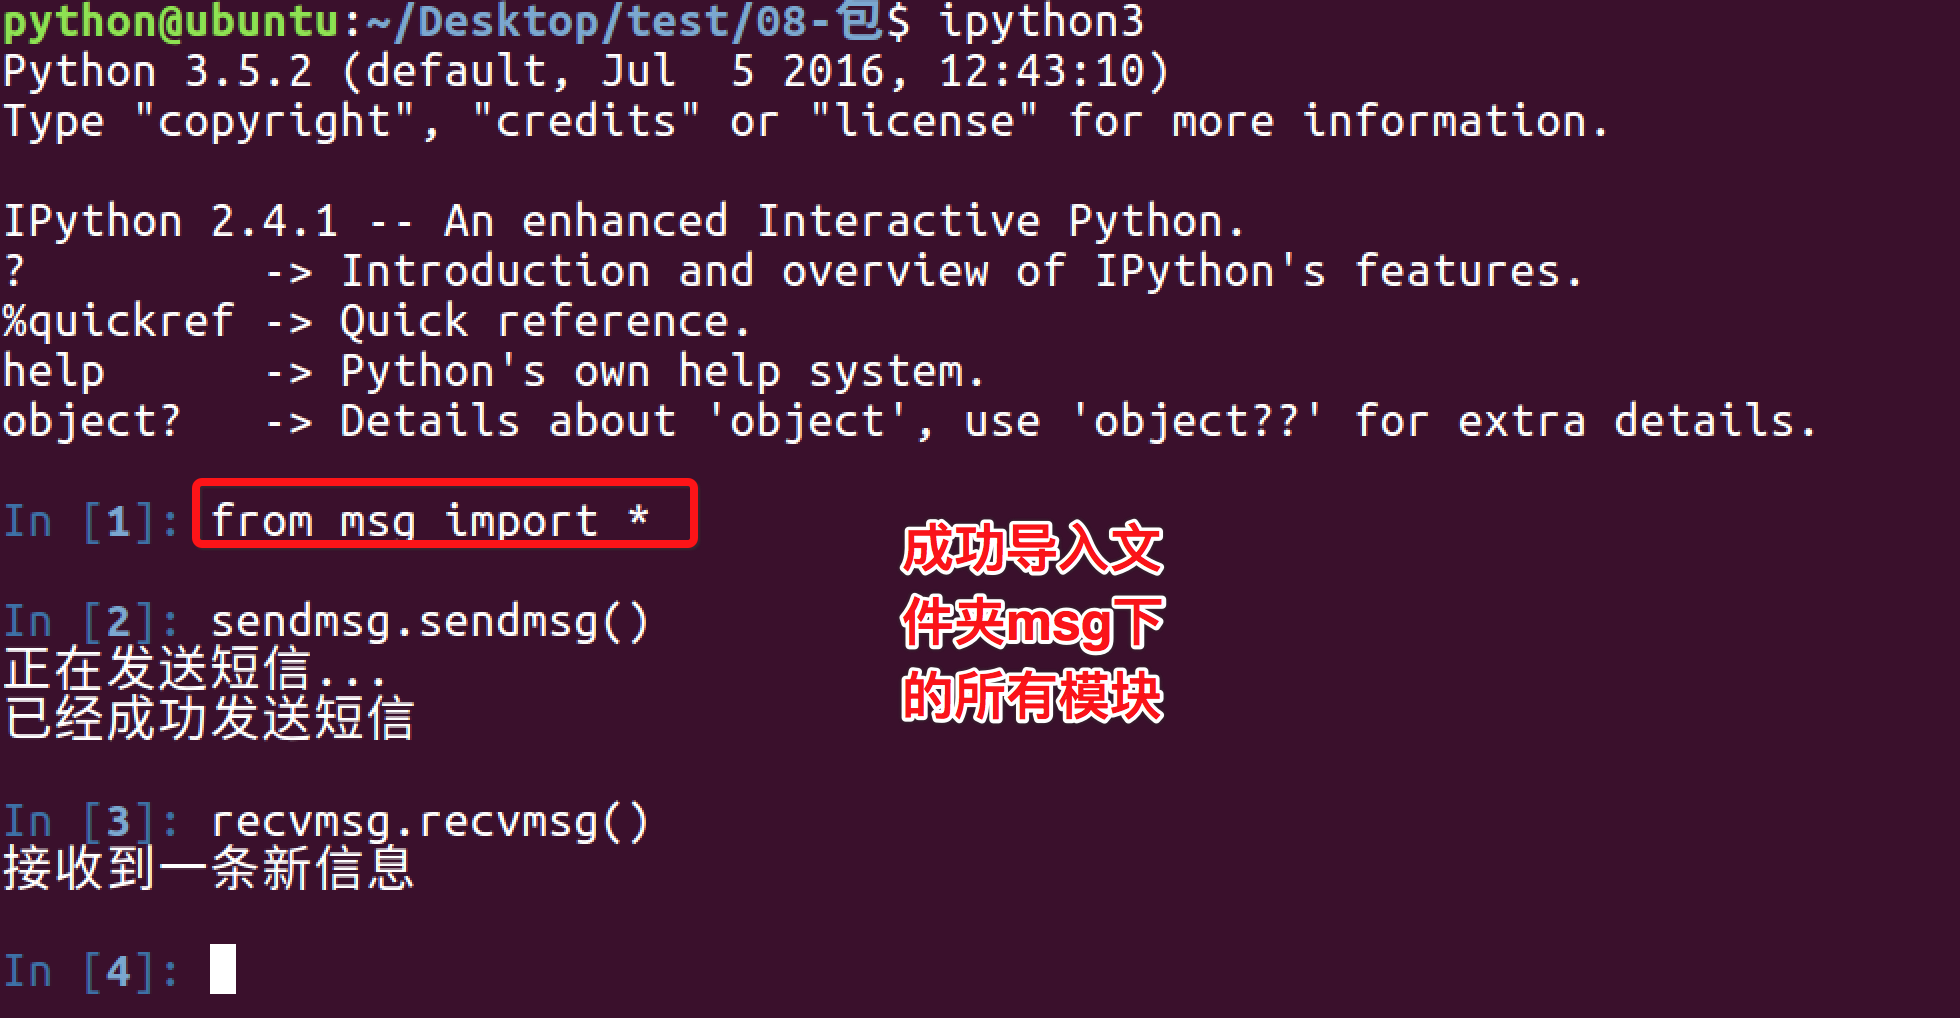 python@ubuntu:~/Desktop/test/08-包$ ipython3
Python 3.5.2 (default, Jul  5 2016, 12:43:10)
Type "copyright", "credits" or "license" for more information.
IPython 2.4.1 -- An enhanced Interactive Python.
?         -> Introduction and overview of IPython's features.
%quickref -> Quick reference.
help      -> Python's own help system.
object?   -> Details about 'object', use 'object??' for extra details.
In [1]: from msg import *
成功导入文
件夹msg下
的所有模块
In [2]: sendmsg.sendmsg()
正在发送短信...
已经成功发送短信
In [3]: recvmsg.recvmsg()
接收到一条新信息
In [4]: